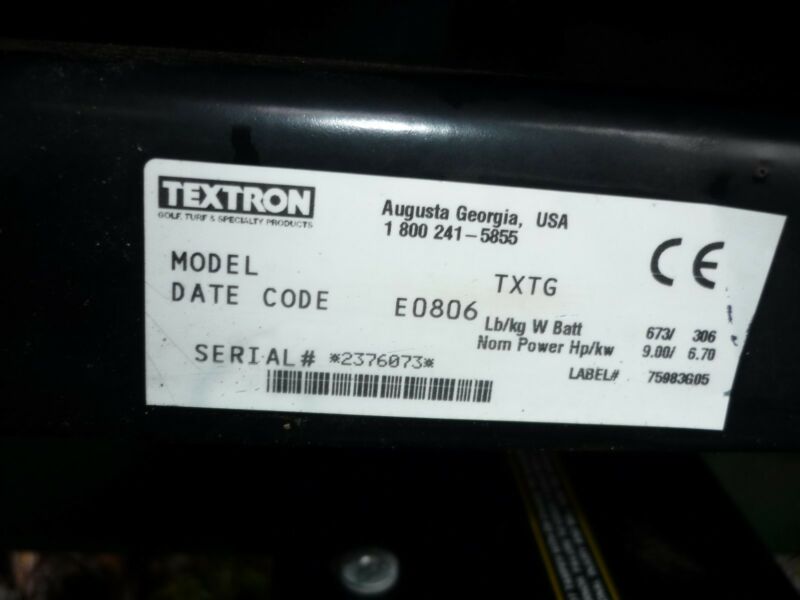 TEXTRON
GOLF, TURF & SPECIALTY PRODUCTS
Augusta Georgia, USA
1 800 241-5855
CE
MODEL TXTG
DATE CODE E0806
Lb/kg W Batt 673/ 306
Nom Power Hp/kw 9.00/ 6.70
SERIAL# *2376073*
LABEL# 75983G05